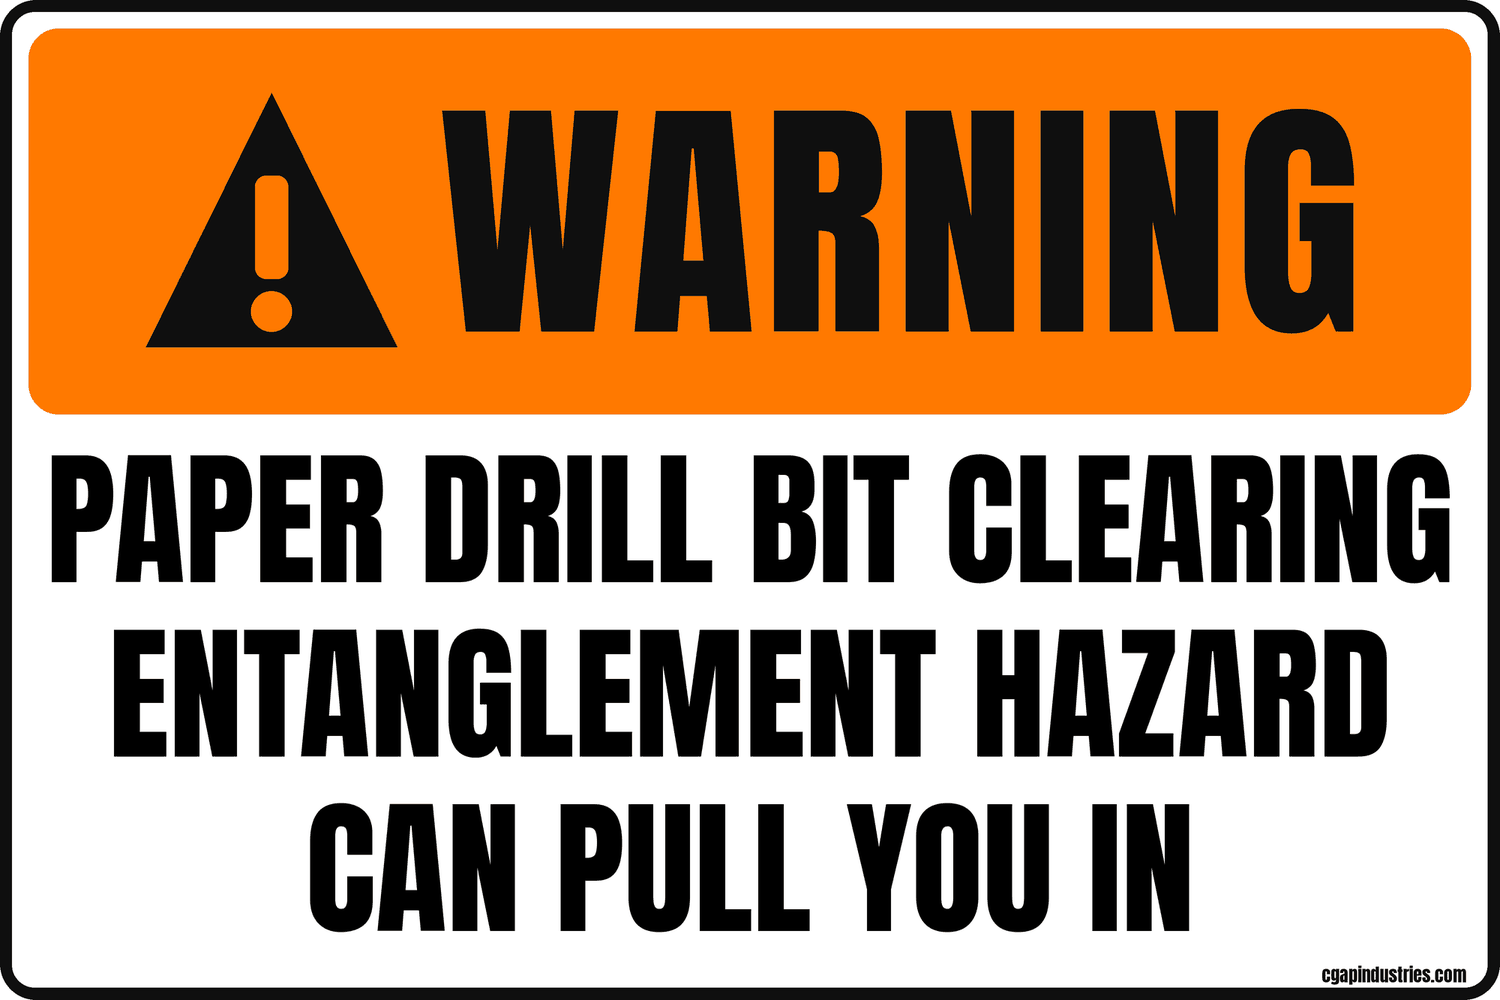 WARNING
PAPER DRILL BIT CLEARING
ENTANGLEMENT HAZARD
CAN PULL YOU IN
cgapindustries.com